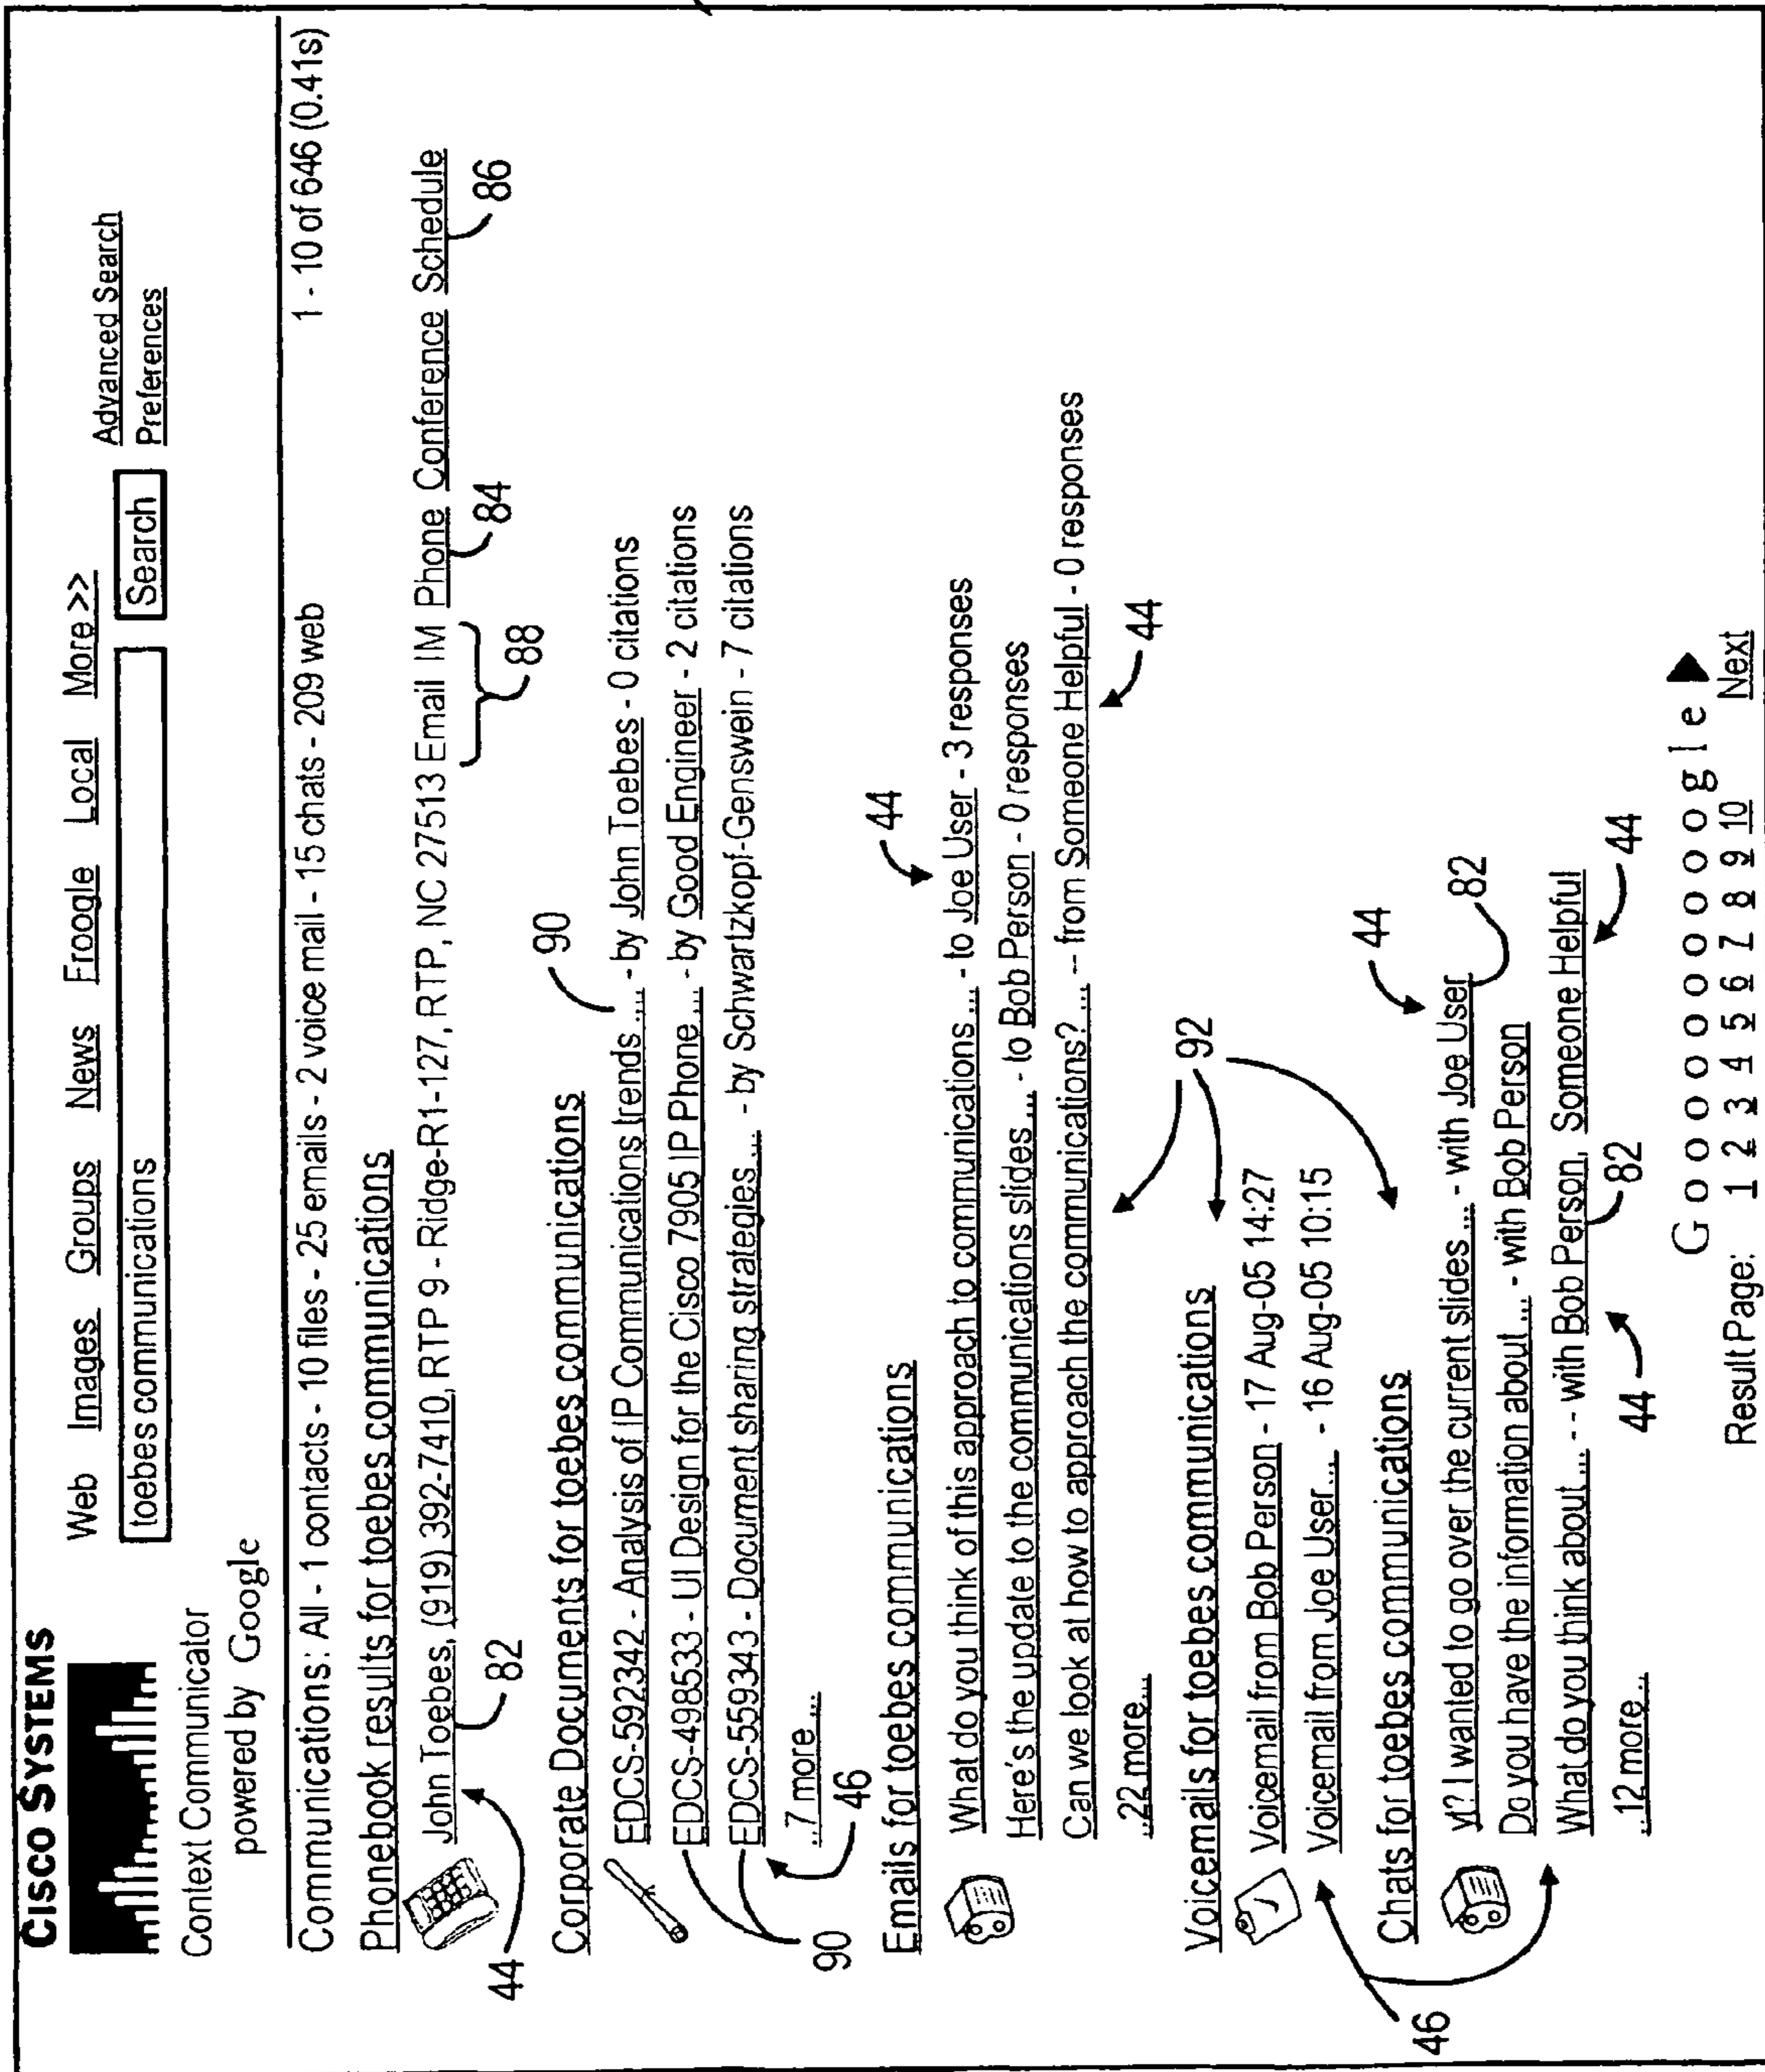 CISCO SYSTEMS
Context Communicator
powered by Google
Web Images Groups News Froogle Local More >>
toebes communications Search
Advanced Search
Preferences
Communications: All - 1 contacts - 10 files - 25 emails - 2 voice mail - 15 chats - 209 web 1 - 10 of 646 (0.41s)
Phonebook results for toebes communications
John Toebes, (919) 392-7410, RTP 9 - Ridge-R1-127, RTP, NC 27513 Email IM Phone Conference Schedule
44 82 88 84 86
Corporate Documents for toebes communication
90
EDCS-592342 - Analysis of IP Communications trends ... - by John Toebes - 0 citations
EDCS-498533 - UI Design for the Cisco 7905 IP Phone ... - by Good Engineer - 2 citations
EDCS-559343 - Document sharing strategies ... - by Schwartzkopf-Genswein - 7 citations
...7 more ...
90 46
Emails for toebes communications
44
What do you think of this approach to communications ... - to Joe User - 3 responses
Here's the update to the communications slides ... - to Bob Person - 0 responses
Can we look at how to approach the communications? ... -- from Someone Helpful - 0 responses
44
...22 more...
92
Voicemails for toebes communications
Voicemail from Bob Person - 17 Aug-05 14:27
Voicemail from Joe User... - 16 Aug-05 10:15
44
Chats for toebes communications
yt? I wanted to go over the current slides ... - with Joe User
82
Do you have the information about ... - with Bob Person
What do you think about ... -- with Bob Person, Someone Helpful
46 44 82 44
...12 more ..
Goooooooooogle
Result Page: 1 2 3 4 5 6 7 8 9 10 Next